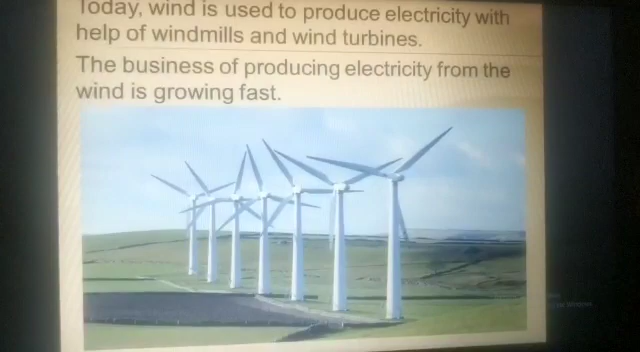 Today, wind is used to produce electricity with
help of windmills and wind turbines.
The business of producing electricity from the
wind is growing fast.